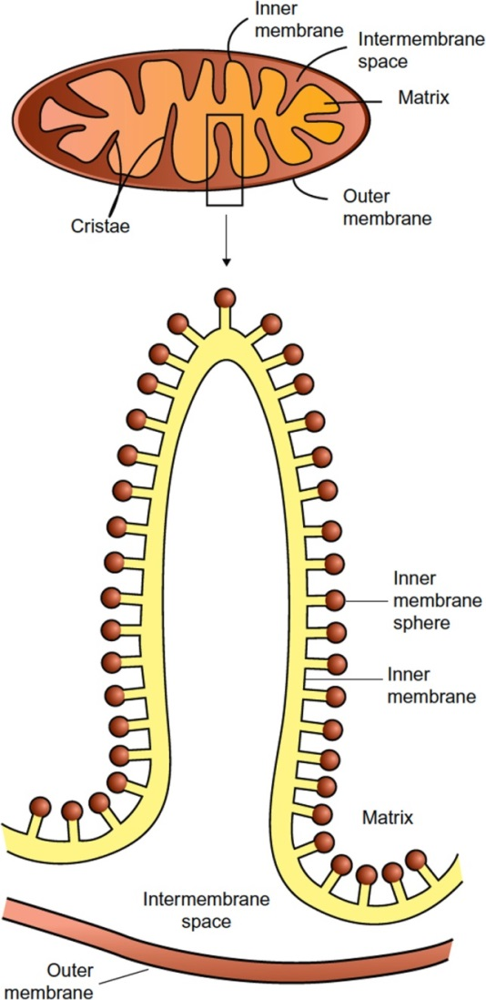 Inner
membrane
Intermembrane
space
Matrix
Outer
membrane
Cristae
Inner
membrane
sphere
Inner
membrane
Matrix
Intermembrane
space
Outer
membrane